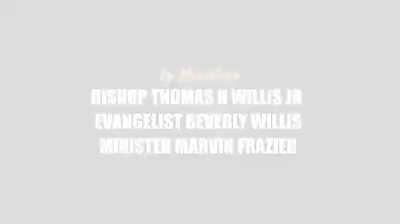 BISHOP THOMAS H WILLIS JR
EVANGELIST BEVERLY WILLIS
MINISTER MARVIN FRAZIER